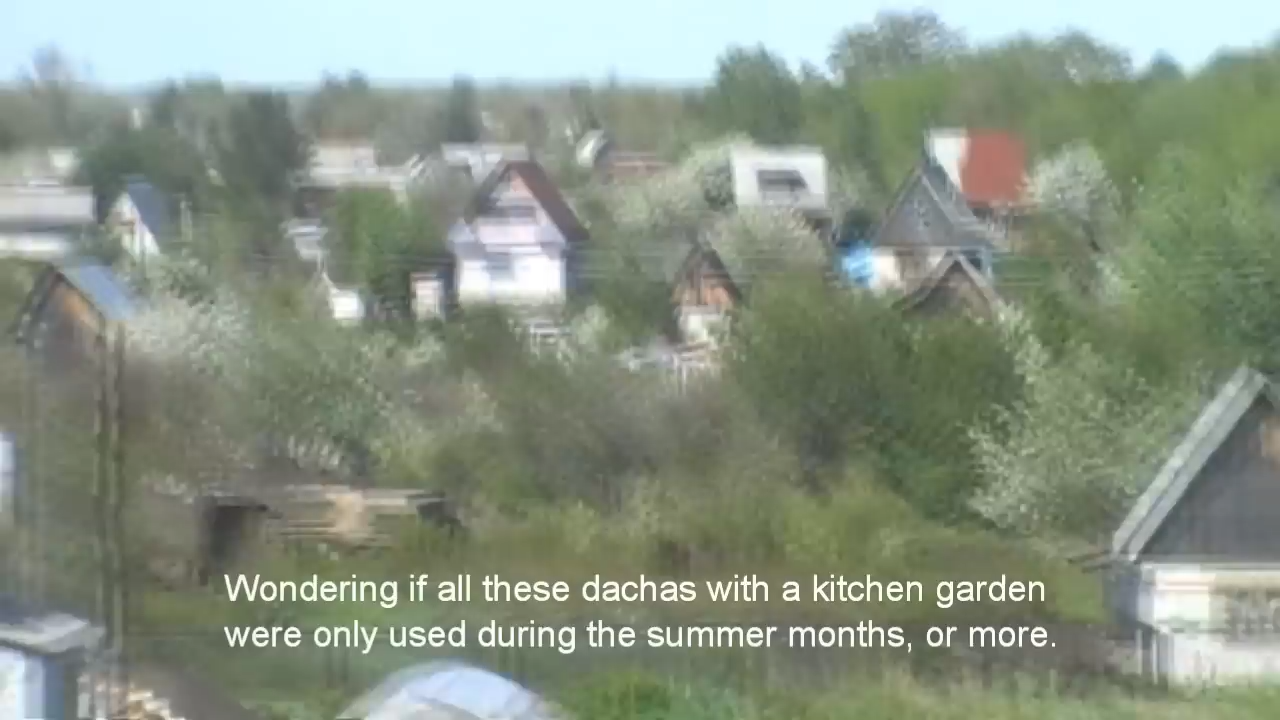 Wondering if all these dachas with a kitchen garden
were only used during the summer months, or more.